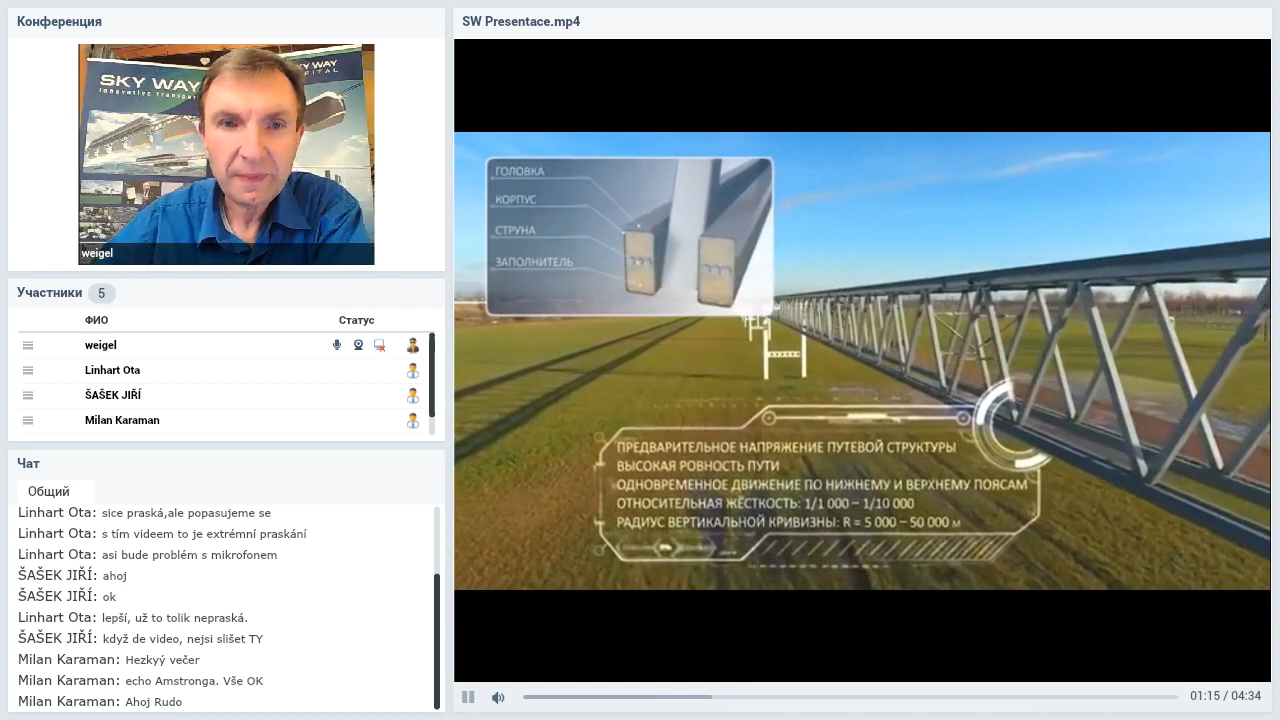 Конференция
SKY WAY
Innovative transpor
SKY WAY
PITAL
weigel
Участники 5
ФИО Статус
weigel
Linhart Ota
ŠAŠEK JIŘÍ
Milan Karaman
Чат
Общий
Linhart Ota: sice praská,ale popasujeme se
Linhart Ota: s tím videem to je extrémní praskání
Linhart Ota: asi bude problém s mikrofonem
ŠAŠEK JIŘÍ: ahoj
ŠAŠEK JIŘÍ: ok
Linhart Ota: lepší, už to tolik nepraská.
ŠAŠEK JIŘÍ: když de video, nejsi slišet TY
Milan Karaman: Hezkyý večer
Milan Karaman: echo Amstronga. Vše OK
Milan Karaman: Ahoj Rudo
SW Presentace.mp4
ГОЛОВКА
КОРПУС
СТРУНА
ЗАПОЛНИТЕЛЬ
ПРЕДВАРИТЕЛЬНОЕ НАПРЯЖЕНИЕ ПУТЕВОЙ СТРУКТУРЫ
ВЫСОКАЯ РОВНОСТЬ ПУТИ
ОДНОВРЕМЕННОЕ ДВИЖЕНИЕ ПО НИЖНЕМУ И ВЕРХНЕМУ ПОЯСАМ
ОТНОСИТЕЛЬНАЯ ЖЁСТКОСТЬ: 1/1 000 – 1/10 000
РАДИУС ВЕРТИКАЛЬНОЙ КРИВИЗНЫ: R = 5 000 – 50 000 м
01:15 / 04:34